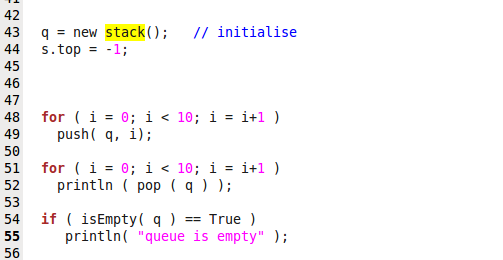 41
42
43 q = new stack(); // initialise
44 s.top = -1;
45
46
47
48 for ( i = 0; i < 10; i = i+1 )
49 push( q, i);
50
51 for ( i = 0; i < 10; i = i+1 )
52 println ( pop ( q ) );
53
54 if ( isEmpty( q ) == True )
55 println( "queue is empty" );
56